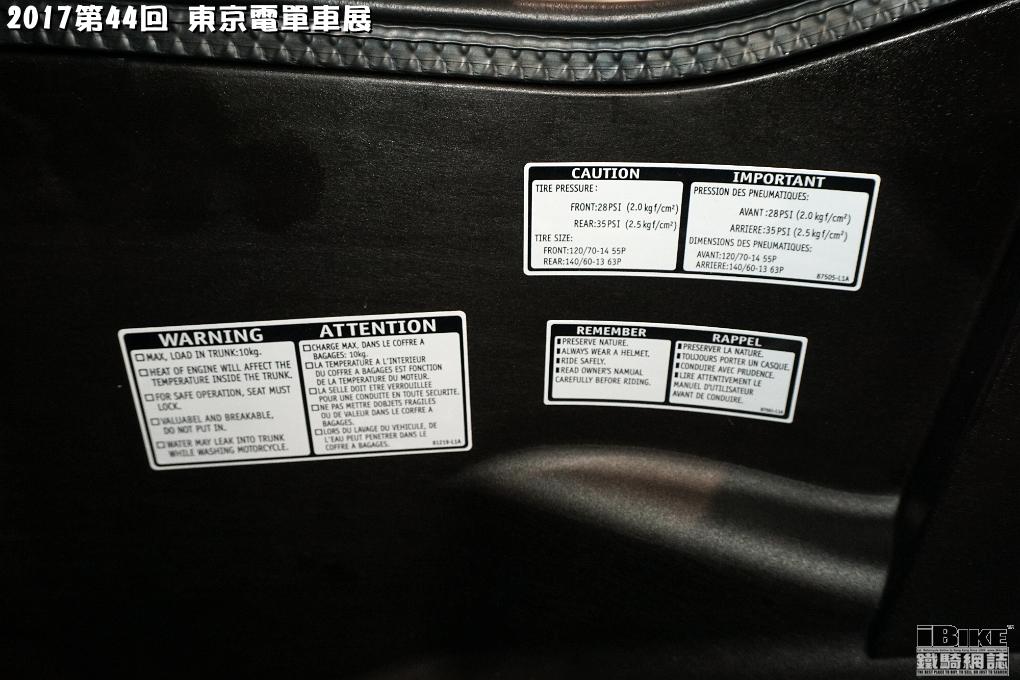 2017第44回 東京電單車展
CAUTION
TIRE PRESSURE:
FRONT:28PSI (2.0kgf/cm²)
REAR:35PSI (2.5kgf/cm²)
TIRE SIZE:
FRONT:120/70-14 55P
REAR:140/60-13 63P
IMPORTANT
PRESSION DES PNEUMATIQUES:
AVANT:28PSI (2.0kgf/cm²)
ARRIERE:35PSI (2.5kgf/cm²)
DIMENSIONS DES PNEUMATIQUES:
AVANT:120/70-14 55P
ARRIERE:140/60-13 63P
87505-L1A
WARNING
MAX, LOAD IN TRUNK:10kg.
HEAT OF ENGINE WILL AFFECT THE
TEMPERATURE INSIDE THE TRUNK.
FOR SAFE OPERATION, SEAT MUST
LOCK.
VALUABEL AND BREAKABLE,
DO NOT PUT IN.
WATER MAY LEAK INTO TRUNK
WHILE WASHING MOTORCYCLE.
ATTENTION
CHARGE MAX, DANS LE COFFRE A
BAGAGES: 10kg.
LA TEMPERATURE A L'INTERIEUR
DU COFFRE A BAGAGES EST FONCTION
DE LA TEMPERATURE DU MOTEUR.
LA SELLE DOIT ETRE VERROUILLEE
POUR UNE CONDUITE EN TOUTE SECURITE.
NE PAS METTRE DOBJETS FRAGILES
OU DE VALEUR DANS LE COFFRE A
BAGAGES.
LORS DU LAVAGE DU VEHICULE, DE
L'EAU PEUT PENETRER DANS LE
COFFRE A BAGAGES.
81219-L1A
REMEMBER
PRESERVE NATURE.
ALWAYS WEAR A HELMET.
RIDE SAFELY.
READ OWNER'S NAMUAL
CAREFULLY BEFORE RIDING.
RAPPEL
PRESERVER LA NATURE.
TOUJOURS PORTER UN CASQUE.
CONDUIRE AVEC PRUDENCE.
LIRE ATTENTIVEMENT LE
MANUEL D'UTILISATEUR
AVANT DE CONDUIRE.
iBIKE
鐵騎網誌